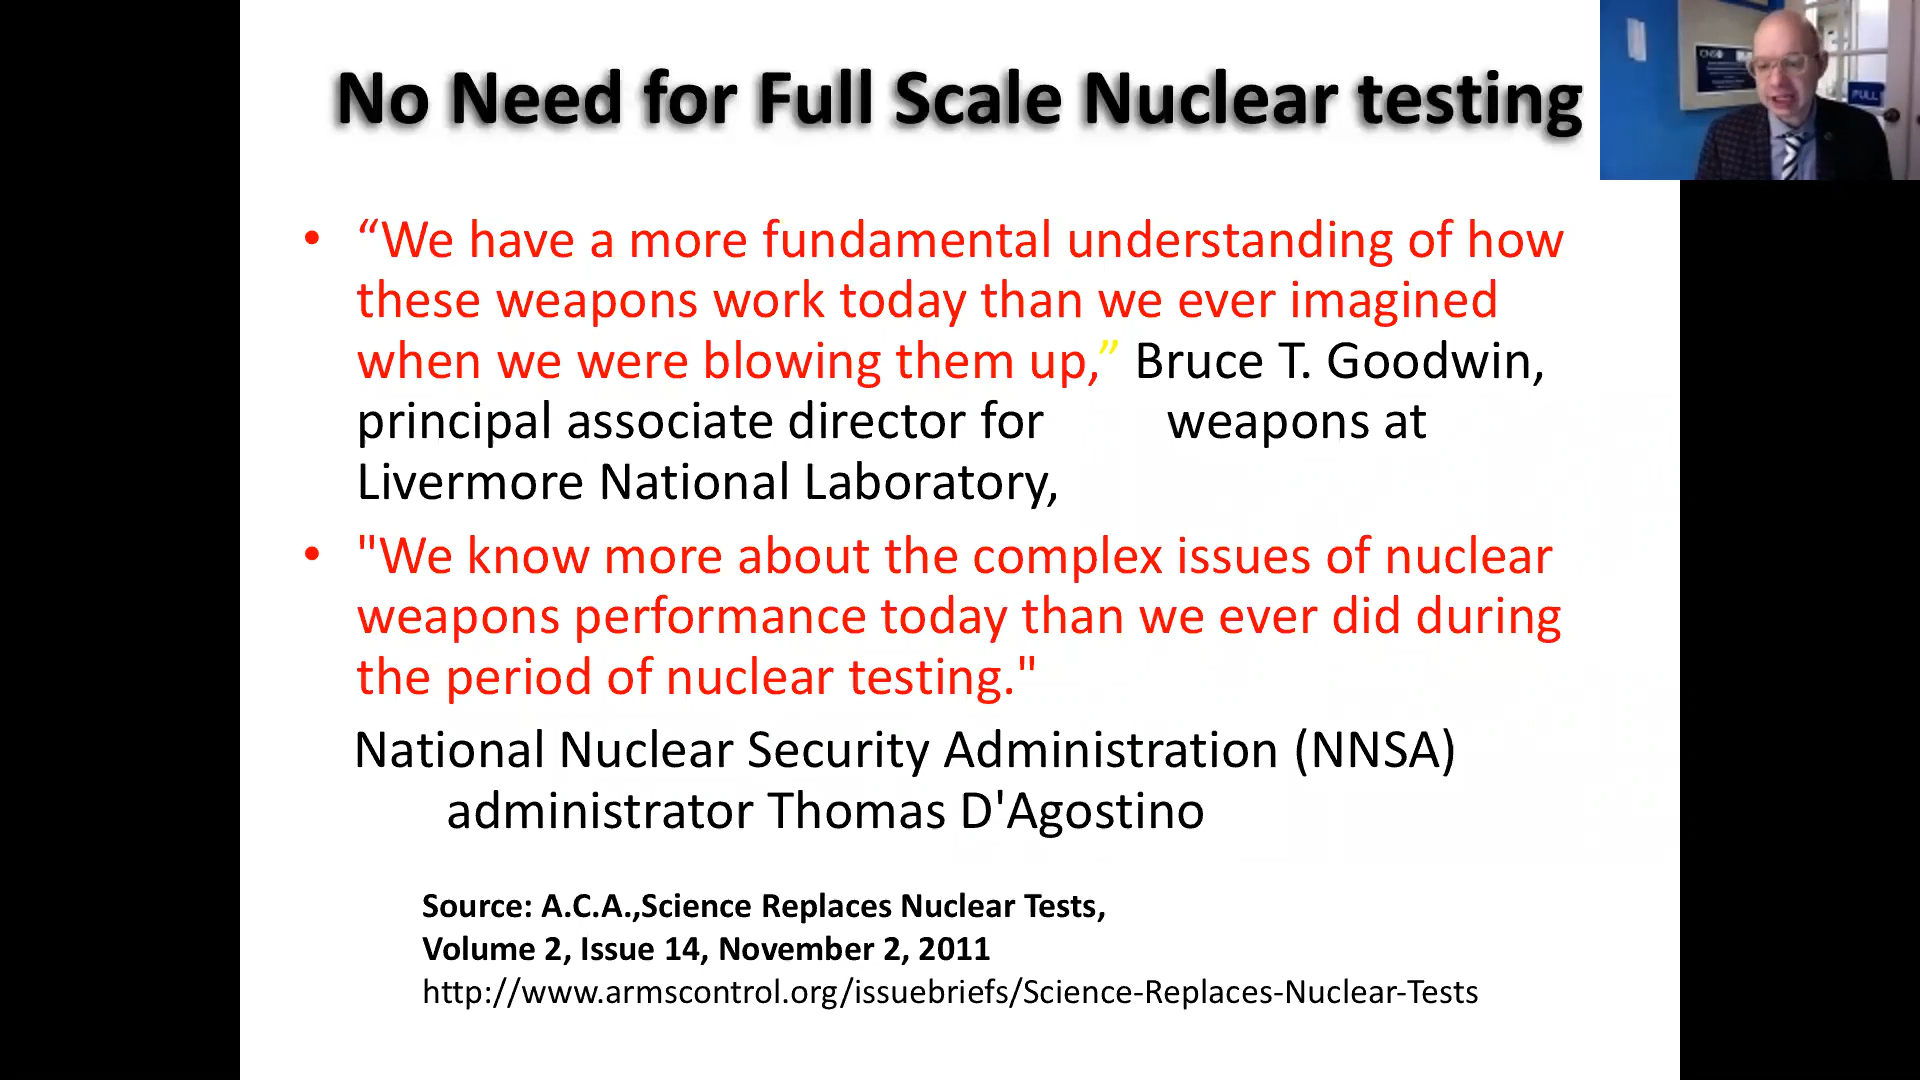 No Need for Full Scale Nuclear testing
• “We have a more fundamental understanding of how
these weapons work today than we ever imagined
when we were blowing them up,” Bruce T. Goodwin,
principal associate director for weapons at
Livermore National Laboratory,
• "We know more about the complex issues of nuclear
weapons performance today than we ever did during
the period of nuclear testing."
National Nuclear Security Administration (NNSA)
administrator Thomas D'Agostino
Source: A.C.A.,Science Replaces Nuclear Tests,
Volume 2, Issue 14, November 2, 2011
http://www.armscontrol.org/issuebriefs/Science-Replaces-Nuclear-Tests
PULL